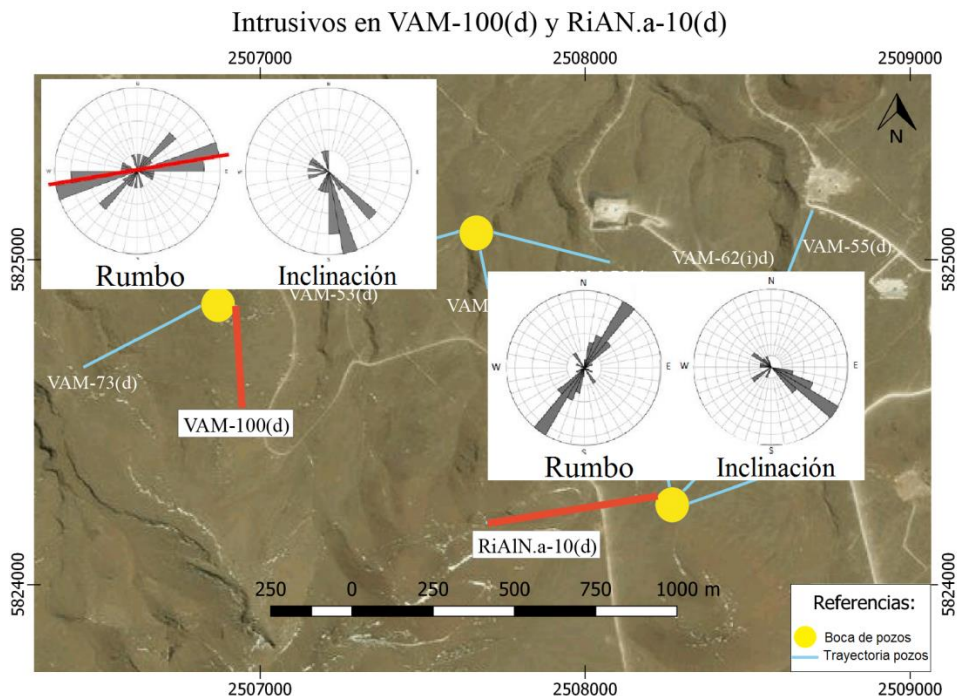 Intrusivos en VAM-100(d) y RiAN.a-10(d)
2507000 2508000 2509000
N
N
W
E
S
Rumbo
Inclinación
5825000
5825000
VAM-53(d)
VAM-73(d)
VAM-100(d)
VAM
VAM-62(i)d)
VAM-55(d)
N
W
E
S
Rumbo
N
W
E
S
Inclinación
RiAlN.a-10(d)
5824000
5824000
250 0 250 500 750 1000 m
Referencias:
Boca de pozos
Trayectoria pozos
2507000 2508000 2509000